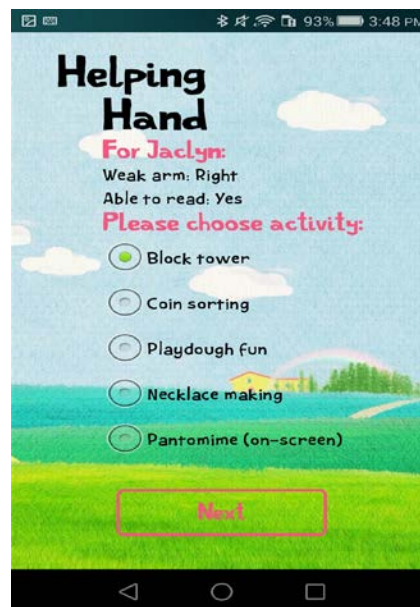 93% 3:48 PM
Helping
Hand
For Jaclyn:
Weak arm: Right
Able to read: Yes
Please choose activity:
Block tower
Coin sorting
Playdough fun
Necklace making
Pantomime (on-screen)
Next